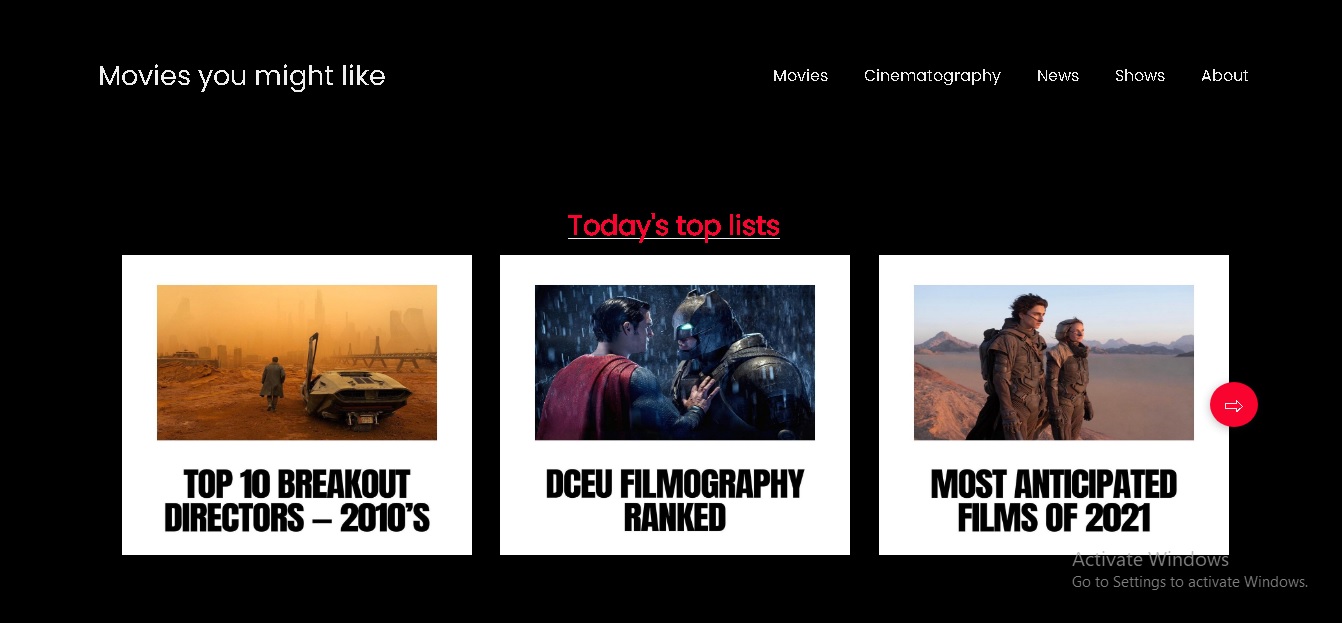 Movies you might like
Movies Cinematography News Shows About
Today's top lists
TOP 10 BREAKOUT
DIRECTORS – 2010'S
DCEU FILMOGRAPHY
RANKED
MOST ANTICIPATED
FILMS OF 2021
Activate Windows
Go to Settings to activate Windows.